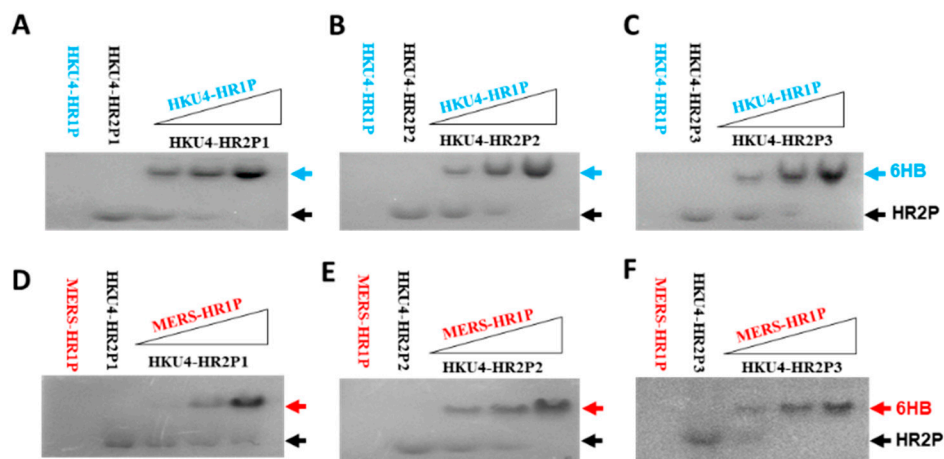 A
HKU4-HR1P
HKU4-HR2P1
HKU4-HR1P
HKU4-HR2P1
B
HKU4-HR1P
HKU4-HR2P2
HKU4-HR1P
HKU4-HR2P2
C
HKU4-HR1P
HKU4-HR2P3
HKU4-HR1P
HKU4-HR2P3
6HB
HR2P
D
MERS-HR1P
HKU4-HR2P1
MERS-HR1P
HKU4-HR2P1
E
MERS-HR1P
HKU4-HR2P2
MERS-HR1P
HKU4-HR2P2
F
MERS-HR1P
HKU4-HR2P3
MERS-HR1P
HKU4-HR2P3
6HB
HR2P